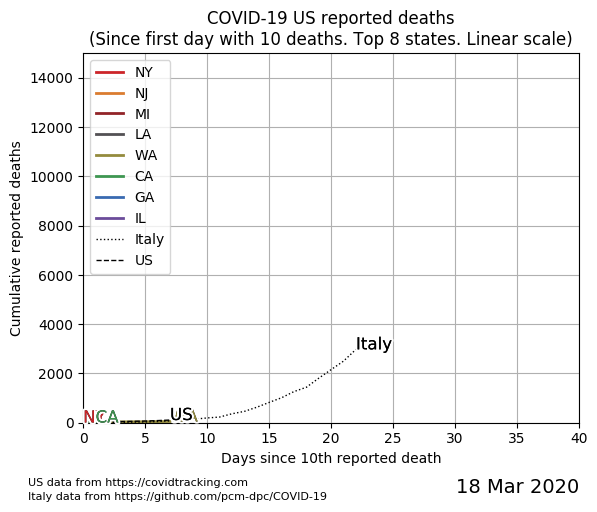 COVID-19 US reported deaths
(Since first day with 10 deaths. Top 8 states. Linear scale)
14000
12000
10000
8000
6000
4000
2000
0
Cumulative reported deaths
NY
NJ
MI
LA
WA
CA
GA
IL
Italy
US
Italy
CA
US
0 5 10 15 20 25 30 35 40
Days since 10th reported death
US data from https://covidtracking.com
Italy data from https://github.com/pcm-dpc/COVID-19
18 Mar 2020